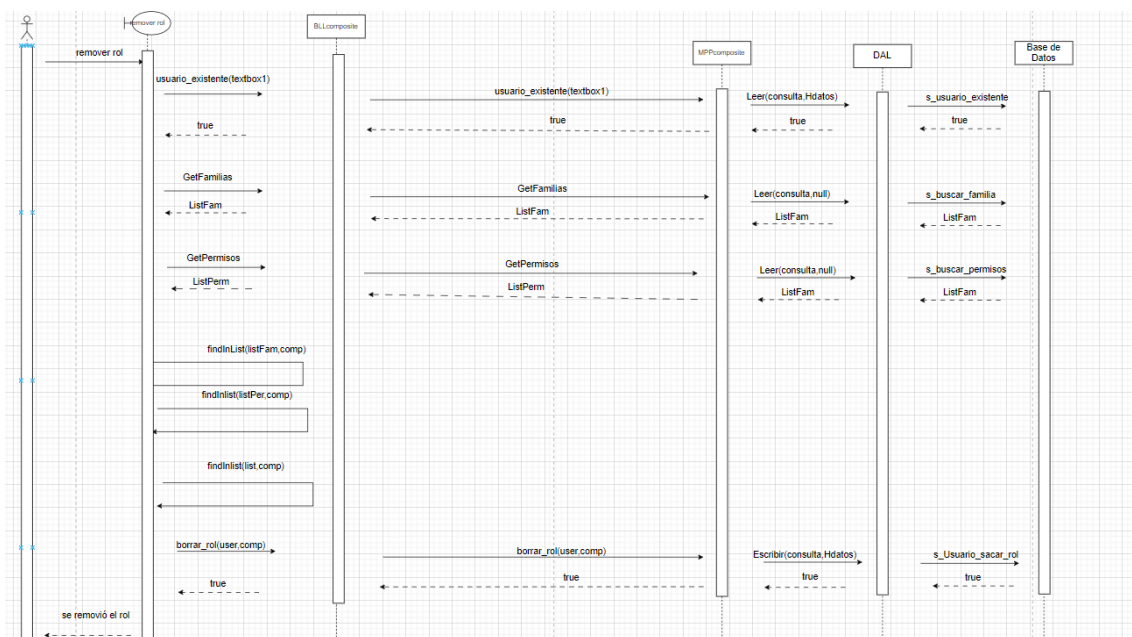 remover rol
BLLcomposite
MPPcomposite
DAL
Base de
Datos
remover rol
usuario_existente(textbox1)
usuario_existente(textbox1)
Leer(consulta,Hdatos)
s_usuario_existente
true
true
true
true
GetFamilias
GetFamilias
Leer(consulta,null)
s_buscar_familia
ListFam
ListFam
ListFam
ListFam
GetPermisos
GetPermisos
Leer(consulta,null)
s_buscar_permisos
ListPerm
ListPerm
ListFam
ListFam
findInList(listFam,comp)
findInlist(listPer,comp)
findInlist(list,comp)
borrar_rol(user,comp)
borrar_rol(user,comp)
Escribir(consulta,Hdatos)
s_Usuario_sacar_rol
true
true
true
true
se removió el rol